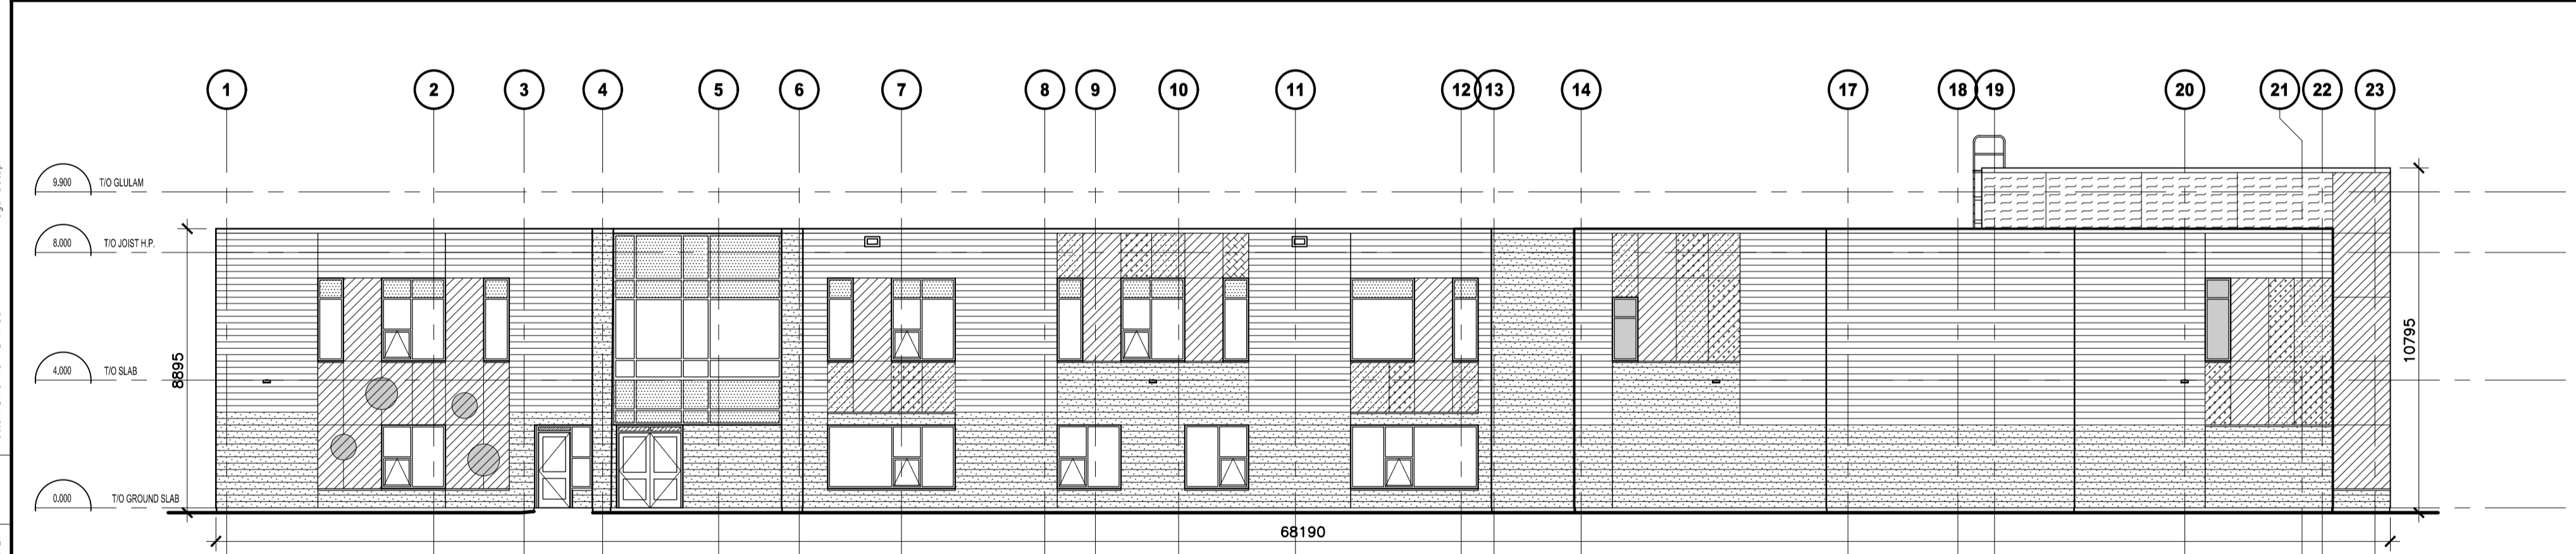 1 2 3 4 5 6 7 8 9 10 11 12 13 14 17 18 19 20 21 22 23
9.900 T/O GLULAM
8.000 T/O JOIST H.P.
4.000 T/O SLAB
8895
10795
0.000 T/O GROUND SLAB
68190